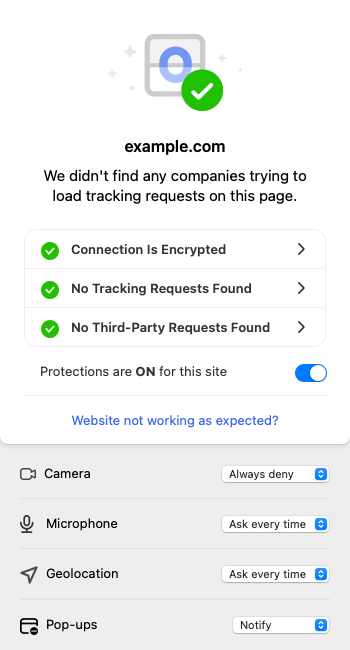 example.com
We didn't find any companies trying to
load tracking requests on this page.
Connection Is Encrypted
No Tracking Requests Found
No Third-Party Requests Found
Protections are ON for this site
Website not working as expected?
Camera Always deny
Microphone Ask every time
Geolocation Ask every time
Pop-ups Notify